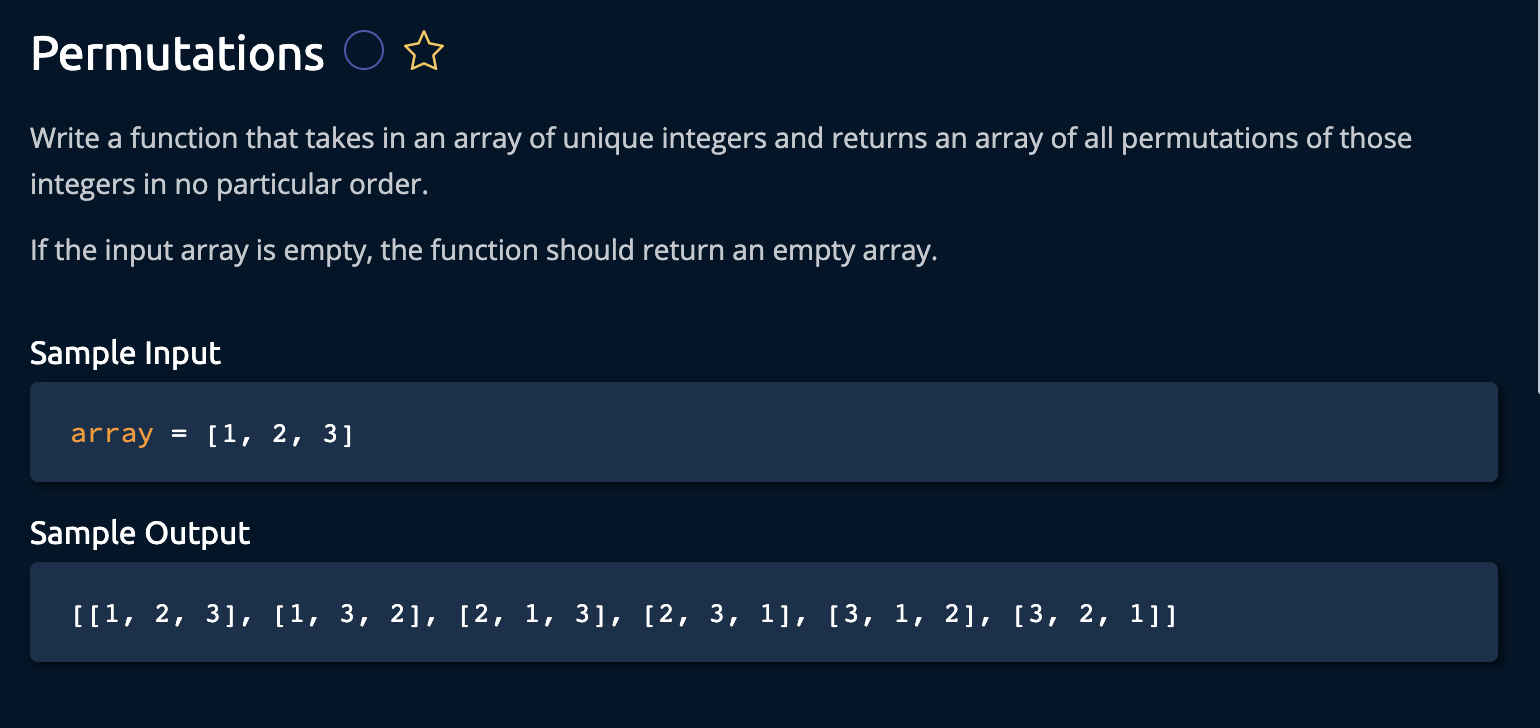 Permutations
Write a function that takes in an array of unique integers and returns an array of all permutations of those
integers in no particular order.
If the input array is empty, the function should return an empty array.
Sample Input
array = [1, 2, 3]
Sample Output
[[1, 2, 3], [1, 3, 2], [2, 1, 3], [2, 3, 1], [3, 1, 2], [3, 2, 1]]